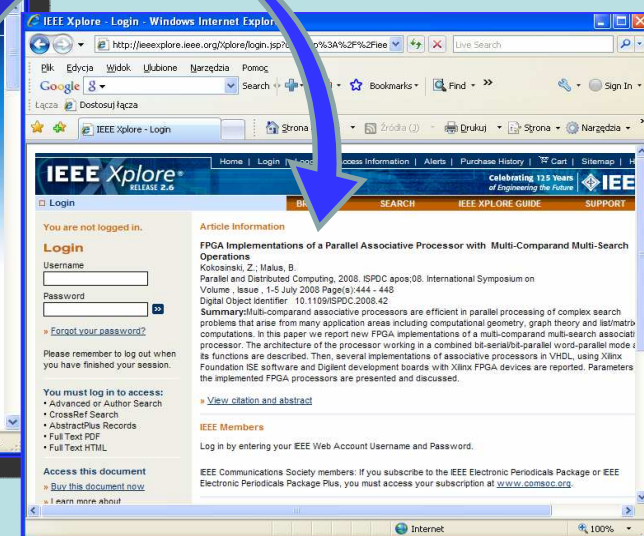 IEEE Xplore - Login - Windows Internet Explor
http://ieeexplore.ieee.org/Xplore/login.jsp? %3A%2F%2Fiee Live Search
Plik Edycja Widok Ulubione Narzędzia Pomoc
Google Search Bookmarks Find » Sign In
Łącza Dostosuj łącza
IEEE Xplore - Login Strona Źródła (J) Drukuj Strona Narzędzia
Home | Login | | Access Information | Alerts | Purchase History | Cart | Sitemap | H
IEEE Xplore®
RELEASE 2.6
Celebrating 125 Years
of Engineering the Future
IEE
Login SEARCH IEEE XPLORE GUIDE SUPPORT
You are not logged in.
Login
Username
Password
» Forgot your password?
Please remember to log out when
you have finished your session.
You must log in to access:
• Advanced or Author Search
• CrossRef Search
• AbstractPlus Records
• Full Text PDF
• Full Text HTML
Access this document
» Buy this document now
» Learn more about
Article Information
FPGA Implementations of a Parallel Associative Processor with Multi-Comparand Multi-Search
Operations
Kokosinski, Z.; Malus, B.
Parallel and Distributed Computing, 2008. ISPDC apos;08. International Symposium on
Volume , Issue , 1-5 July 2008 Page(s):444 - 448
Digital Object Identifier 10.1109/ISPDC.2008.42
Summary:Multi-comparand associative processors are efficient in parallel processing of complex search
problems that arise from many application areas including computational geometry, graph theory and list/matrix
computations. In this paper we report new FPGA implementations of a multi-comparand multi-search associati
processor. The architecture of the processor working in a combined bit-serial/bit-parallel word-parallel mode a
its functions are described. Then, several implementations of associative processors in VHDL, using Xilinx
Foundation ISE software and Digilent development boards with Xilinx FPGA devices are reported. Parameters
the implemented FPGA processors are presented and discussed.
» View citation and abstract
IEEE Members
Log in by entering your IEEE Web Account Username and Password.
IEEE Communications Society members: If you subscribe to the IEEE Electronic Periodicals Package or IEEE
Electronic Periodicals Package Plus, you must access your subscription at www.comsoc.org.
Internet 100%